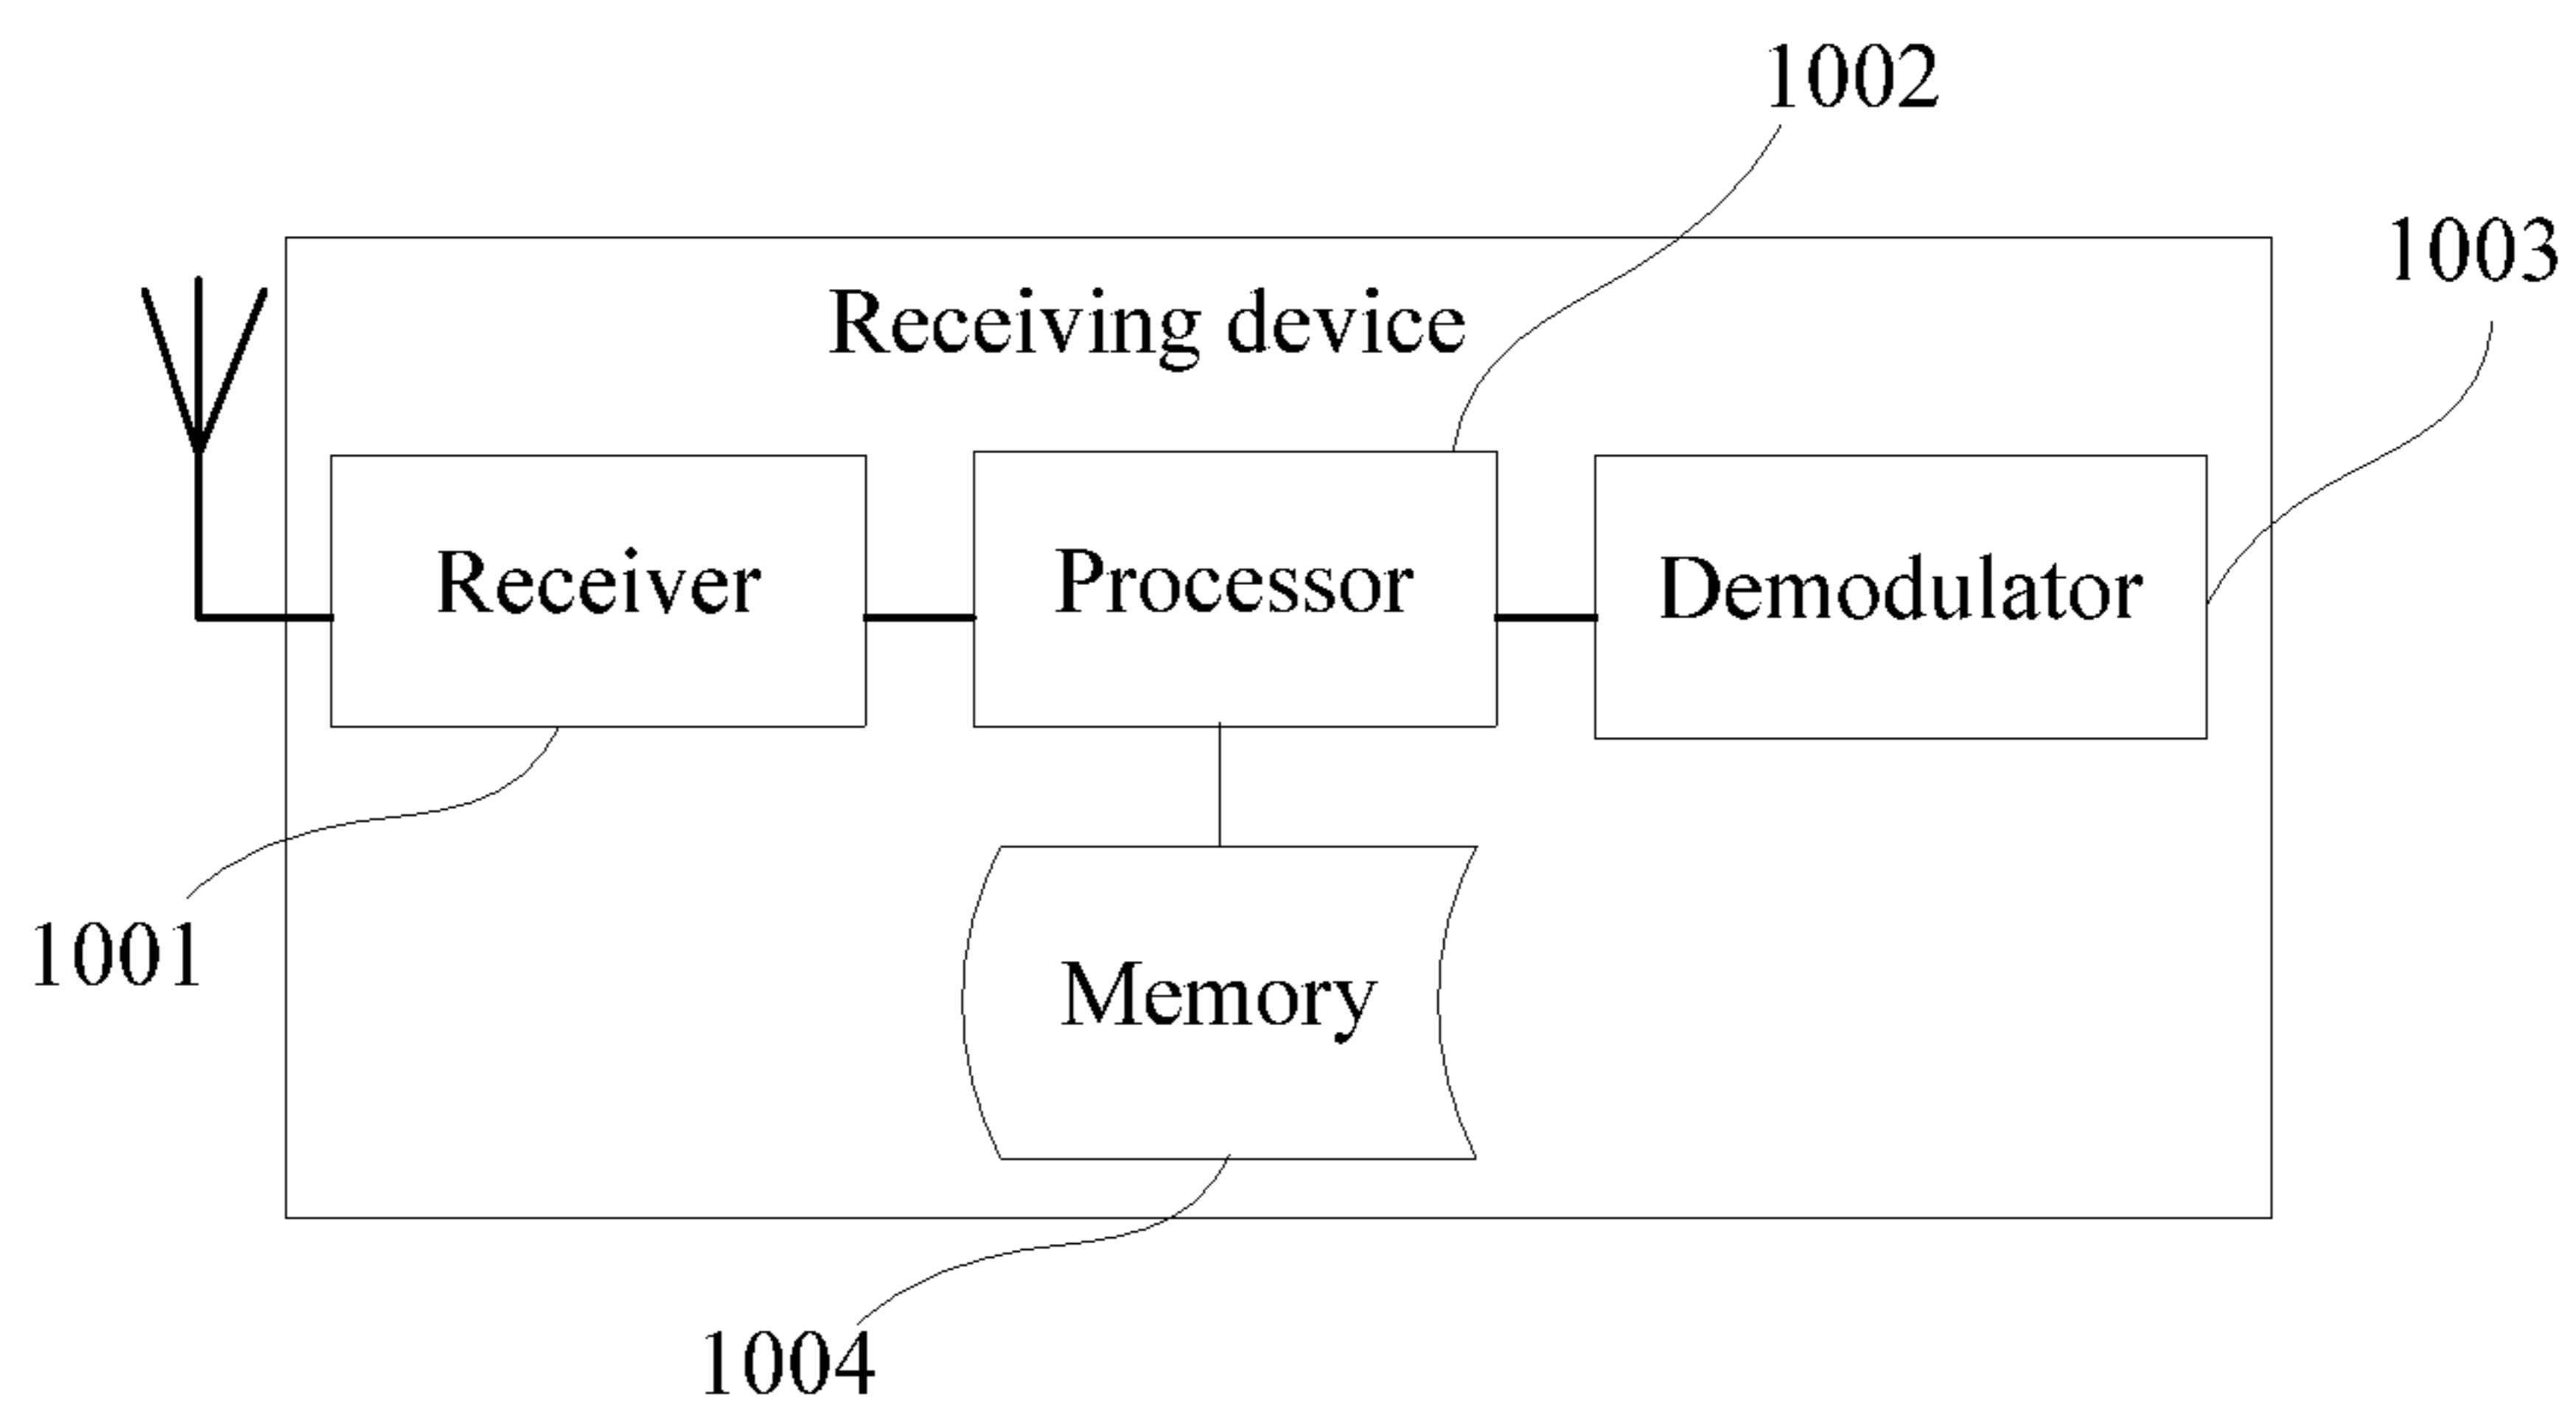 1002
1003
Receiving device
Receiver
Processor
Demodulator
1001
Memory
1004